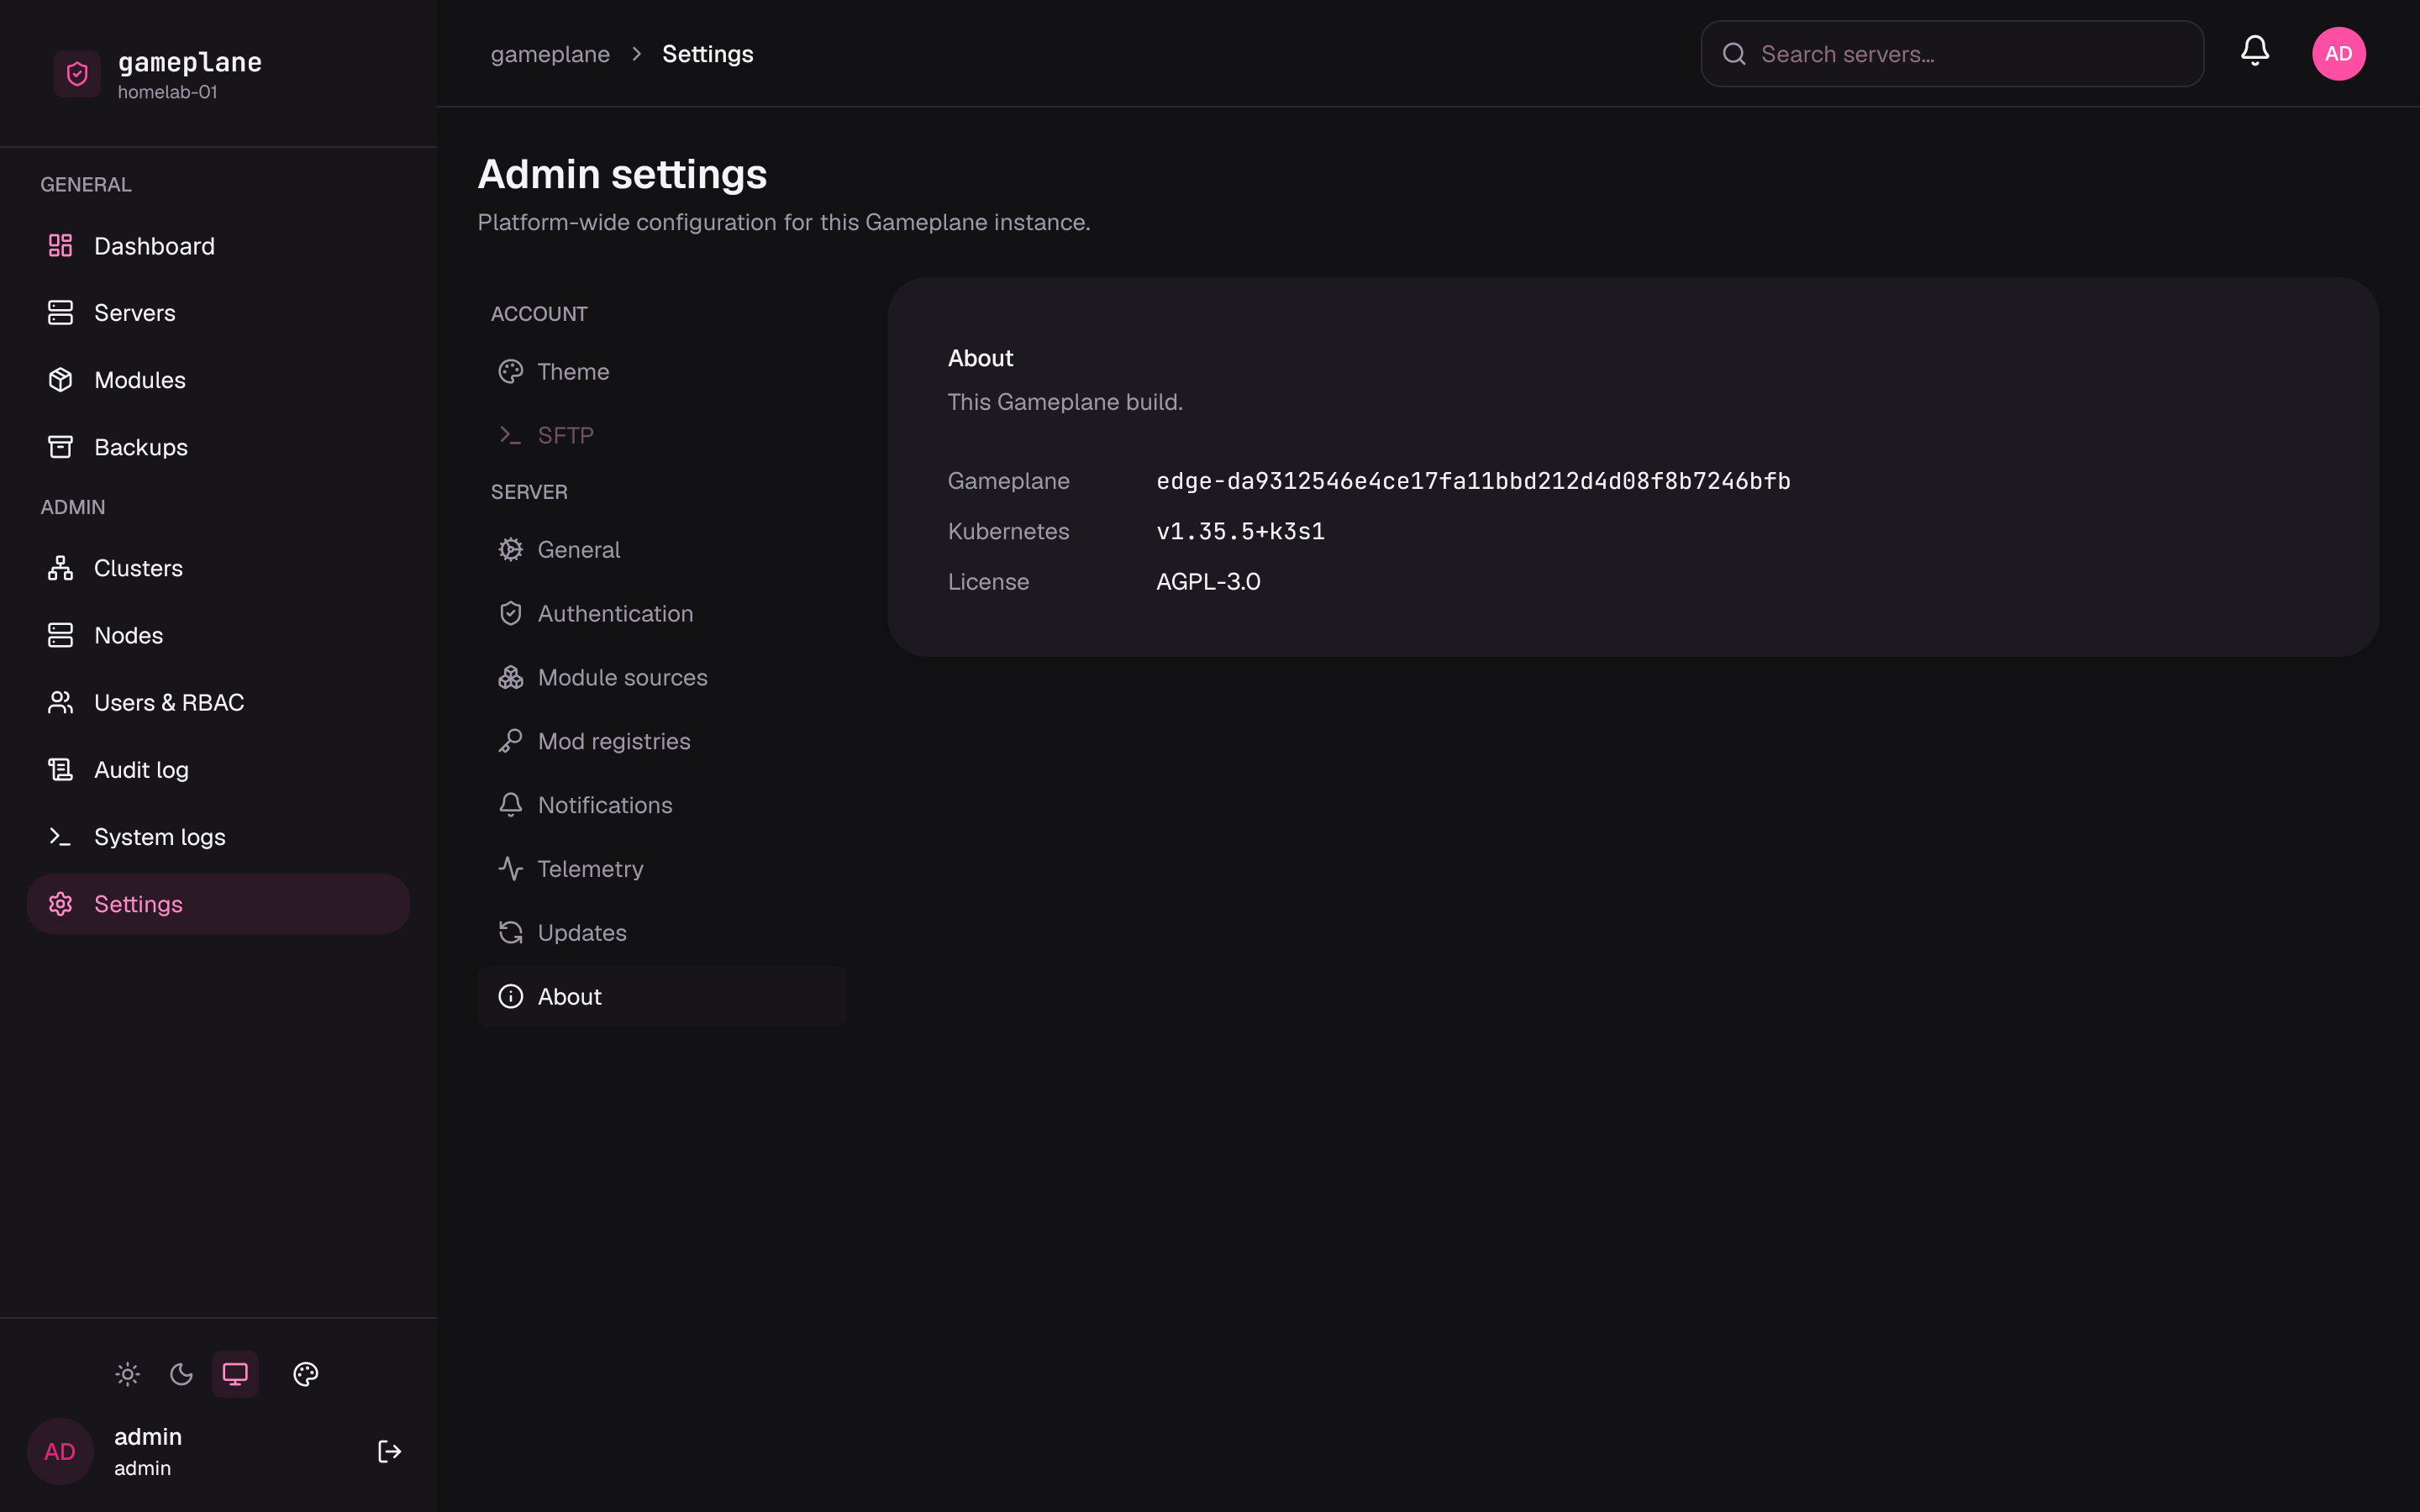 gameplane
homelab-01
GENERAL
Dashboard
Servers
Modules
Backups
ADMIN
Clusters
Nodes
Users & RBAC
Audit log
System logs
Settings
AD
admin
admin
gameplane > Settings
Search servers…
AD
Admin settings
Platform-wide configuration for this Gameplane instance.
ACCOUNT
Theme
SFTP
SERVER
General
Authentication
Module sources
Mod registries
Notifications
Telemetry
Updates
About
About
This Gameplane build.
Gameplane edge-da9312546e4ce17fa11bbd212d4d08f8b7246bfb
Kubernetes v1.35.5+k3s1
License AGPL-3.0